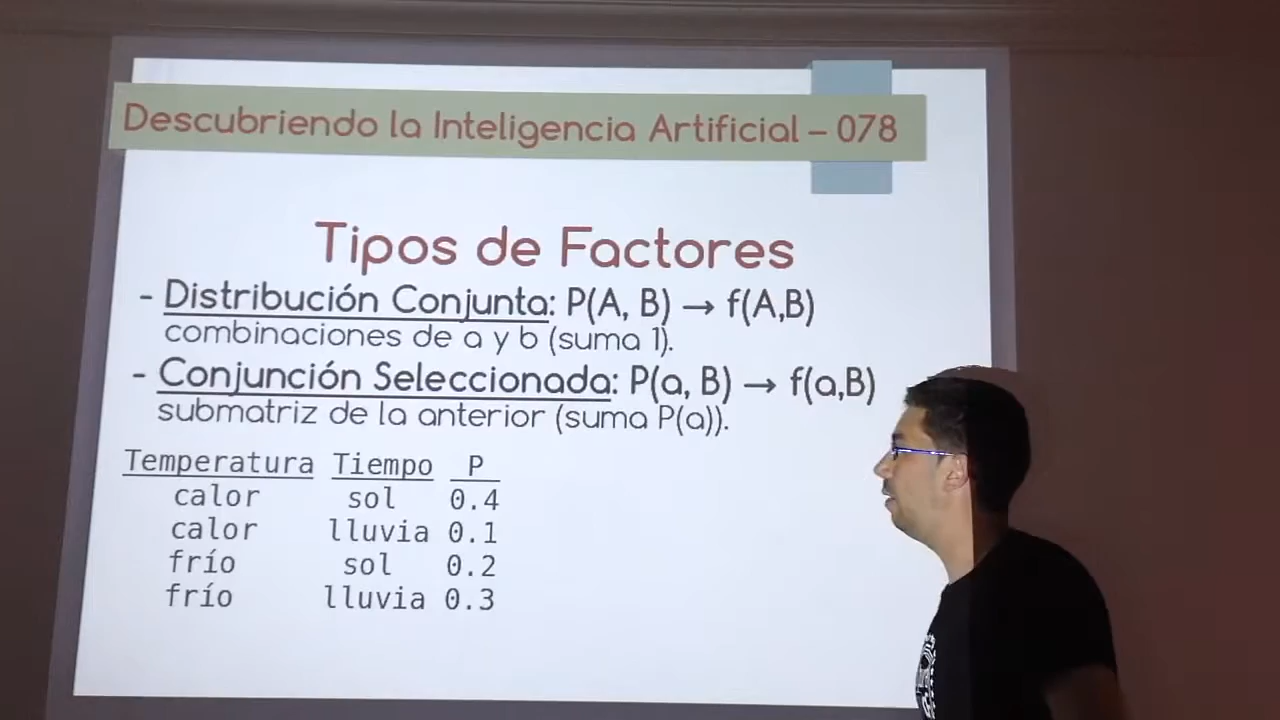 Descubriendo la Inteligencia Artificial – 078
Tipos de Factores
- Distribución Conjunta: P(A, B) → f(A,B)
combinaciones de a y b (suma 1).
- Conjunción Seleccionada: P(a, B) → f(a,B)
submatriz de la anterior (suma P(a)).
Temperatura Tiempo P
calor sol 0.4
calor lluvia 0.1
frío sol 0.2
frío lluvia 0.3